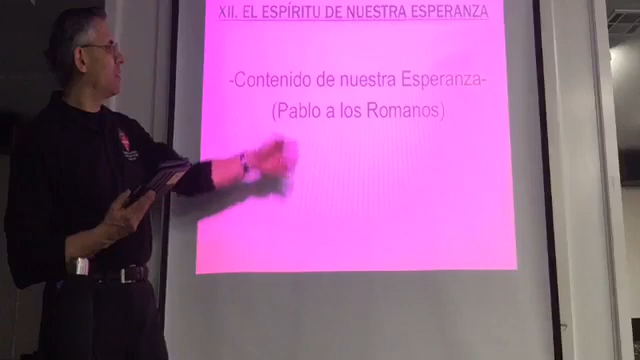 XII. EL ESPÍRITU DE NUESTRA ESPERANZA
-Contenido de nuestra Esperanza-
(Pablo a los Romanos)